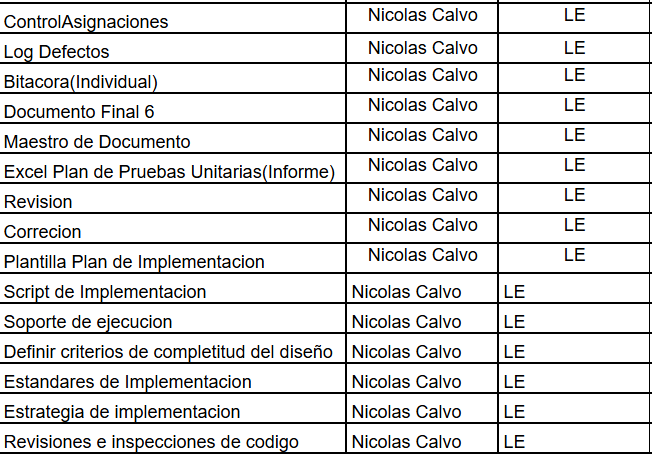 ControlAsignaciones Nicolas Calvo LE
Log Defectos Nicolas Calvo LE
Bitacora(Individual) Nicolas Calvo LE
Documento Final 6 Nicolas Calvo LE
Maestro de Documento Nicolas Calvo LE
Excel Plan de Pruebas Unitarias(Informe) Nicolas Calvo LE
Revision Nicolas Calvo LE
Correcion Nicolas Calvo LE
Plantilla Plan de Implementacion Nicolas Calvo LE
Script de Implementacion Nicolas Calvo LE
Soporte de ejecucion Nicolas Calvo LE
Definir criterios de completitud del diseño Nicolas Calvo LE
Estandares de Implementacion Nicolas Calvo LE
Estrategia de implementacion Nicolas Calvo LE
Revisiones e inspecciones de codigo Nicolas Calvo LE